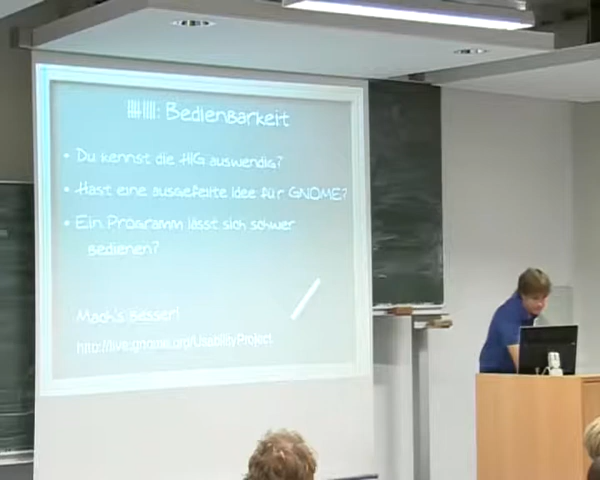 : Bedienbarkeit
• Du kennst die HIG auswendig?
• Hast eine ausgefeilte Idee für GNOME?
• Ein Programm lässt sich schwer
bedienen?
Mach's besser!
http://live.gnome.org/UsabilityProject